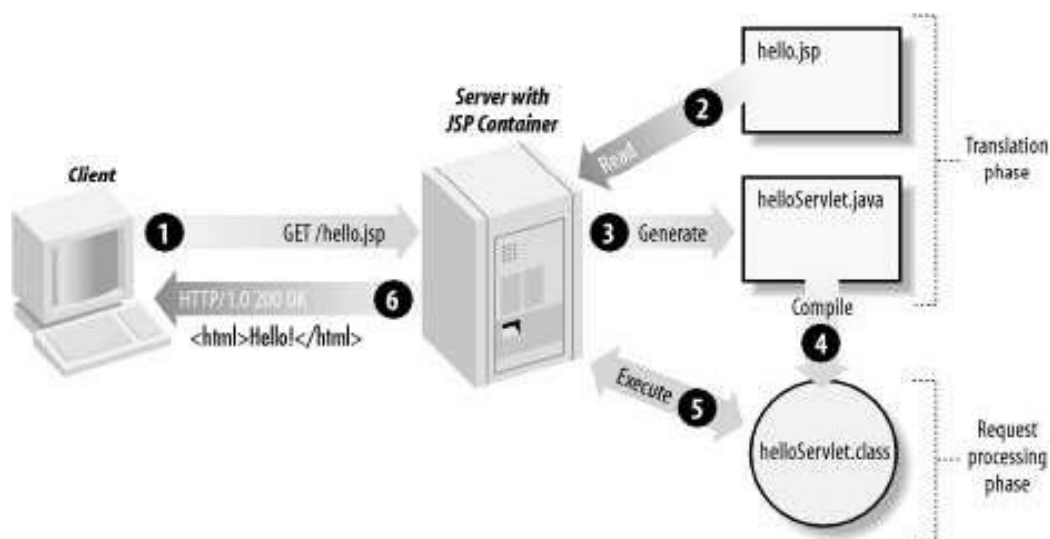 hello.jsp
Server with
JSP Container
2
Read
Translation
phase
Client
helloServlet.java
1
GET /hello.jsp
3
Generate
HTTP/1.0 200 OK
6
<html>Hello!</html>
Compile
4
Execute
5
helloServlet.class
Request
processing
phase